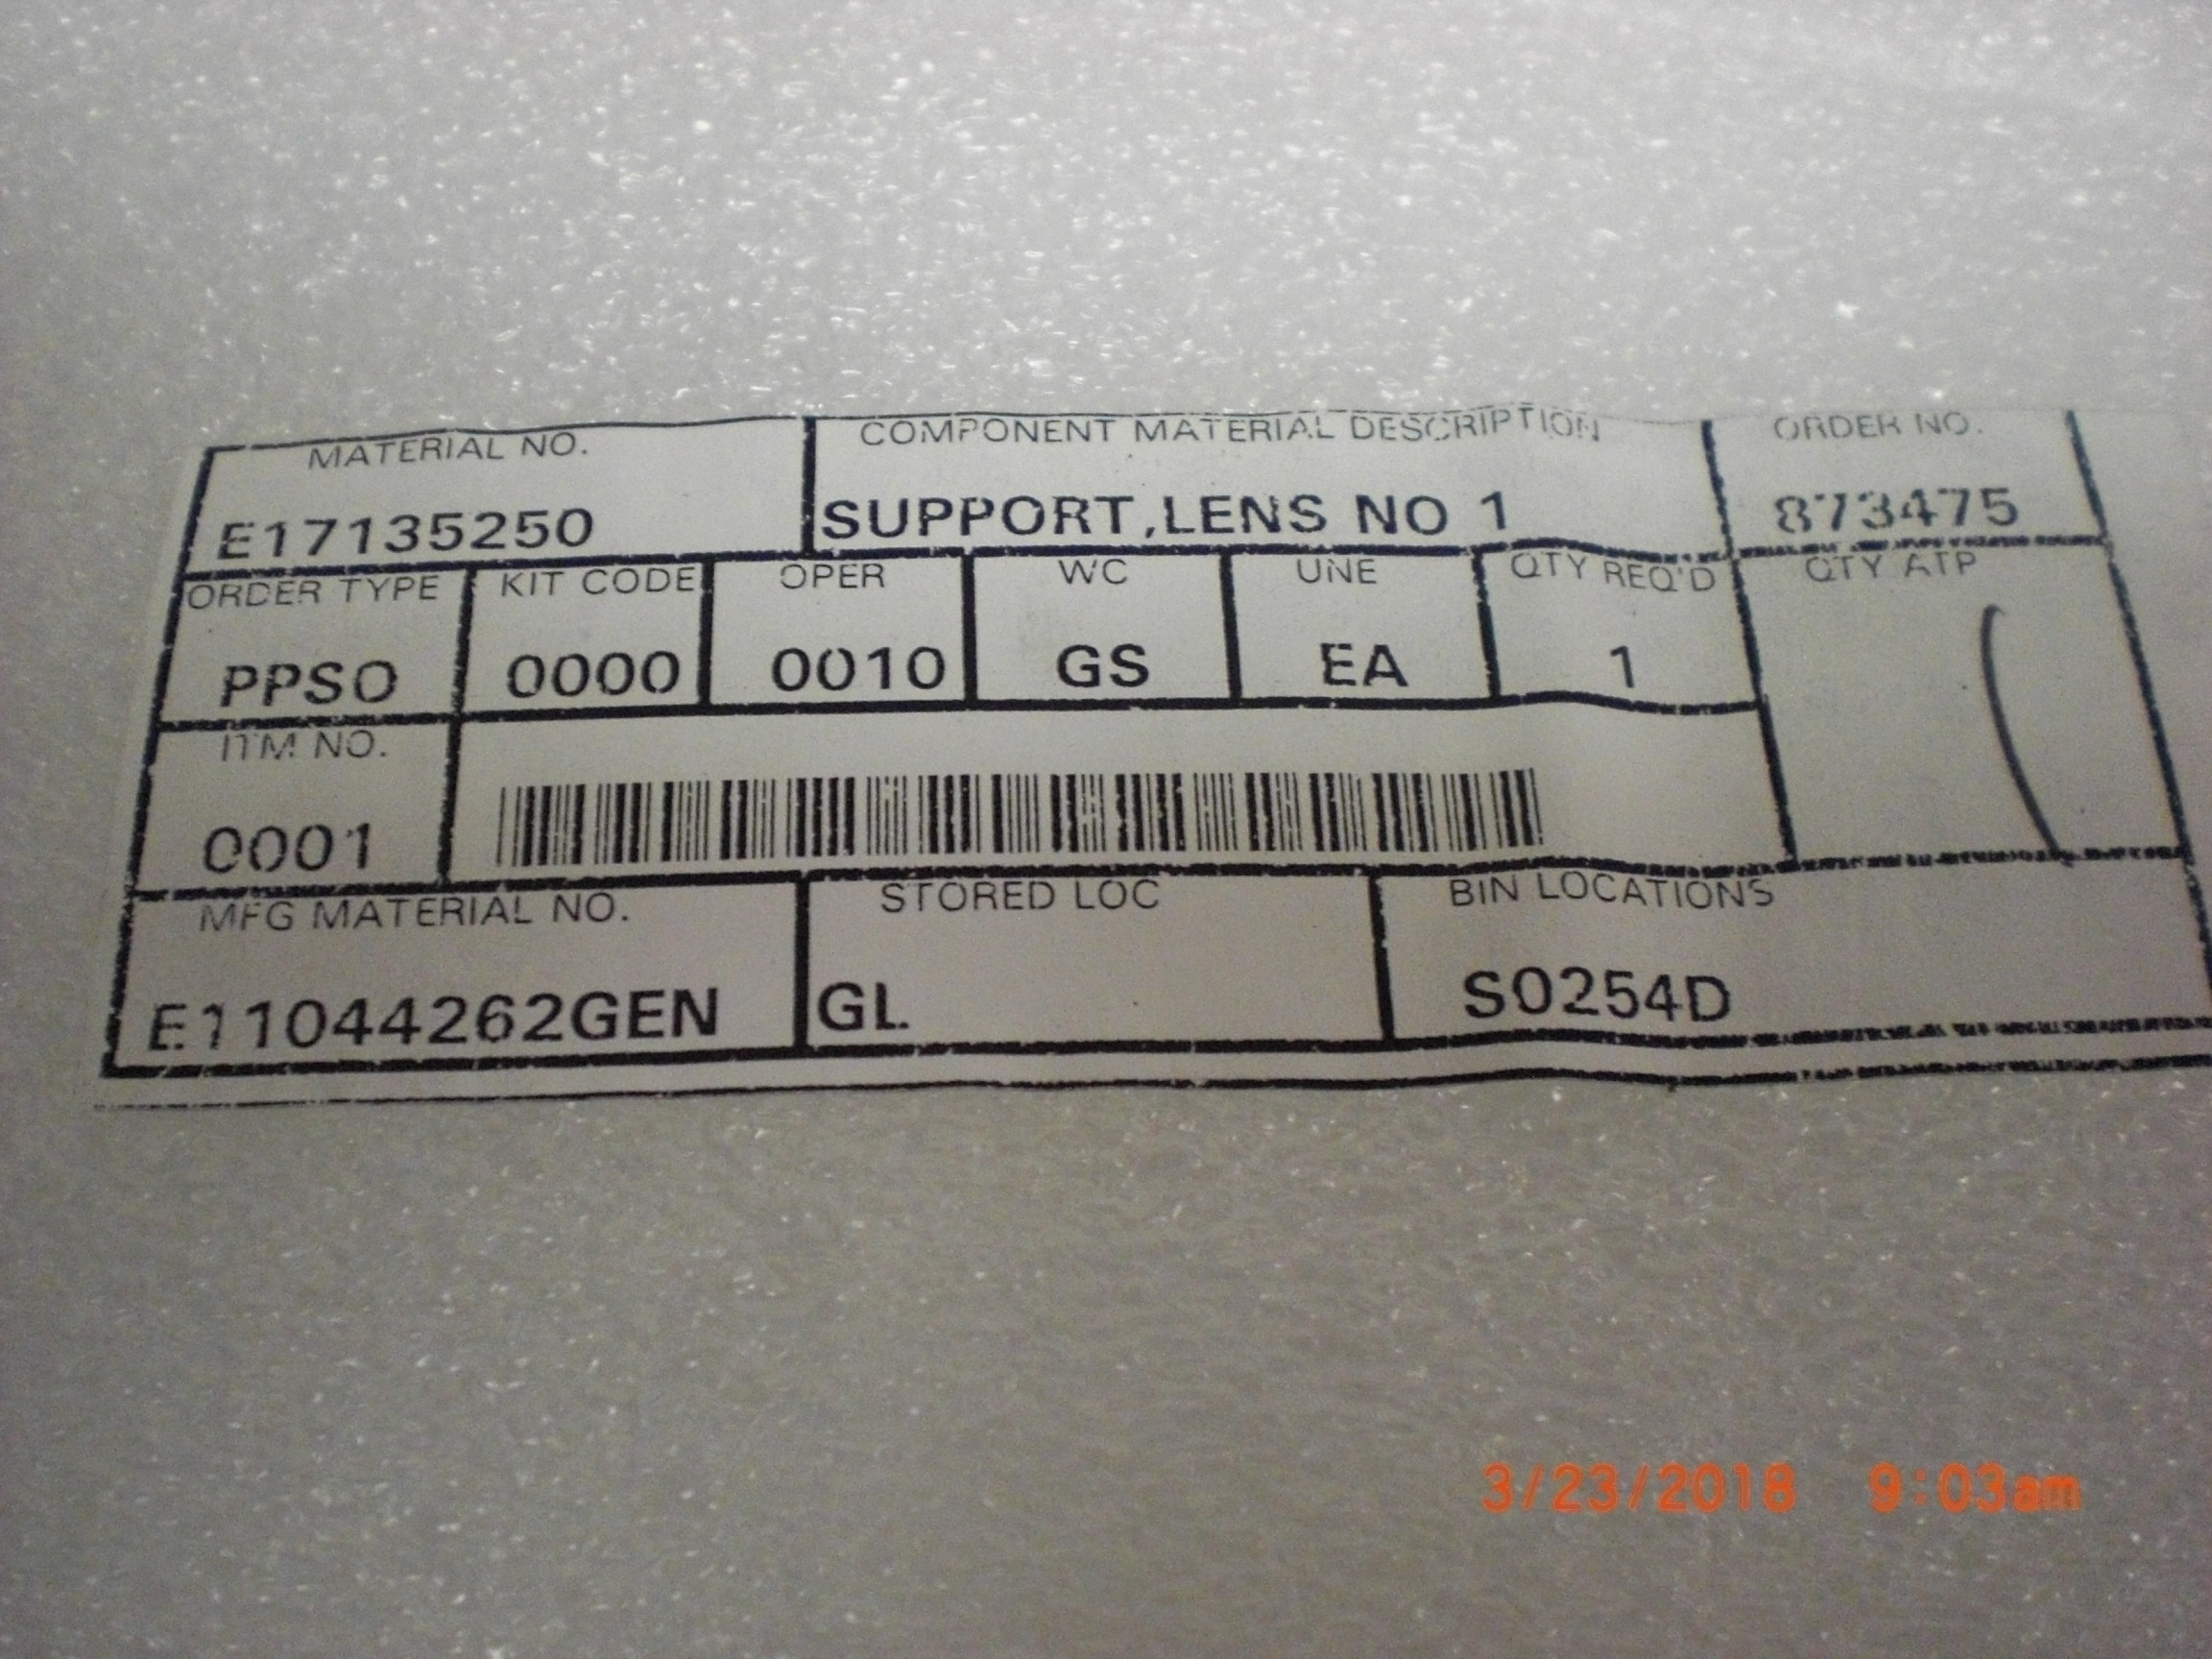 MATERIAL NO. COMPONENT MATERIAL DESCRIPTION ORDER NO.
E17135250 SUPPORT,LENS NO 1 873475
ORDER TYPE KIT CODE OPER WC UNE QTY REQ'D QTY ATP
PPSO 0000 0010 GS EA 1
ITM NO.
0001
MFG MATERIAL NO. STORED LOC BIN LOCATIONS
E11044262GEN GL S0254D
3/23/2018 9:03am